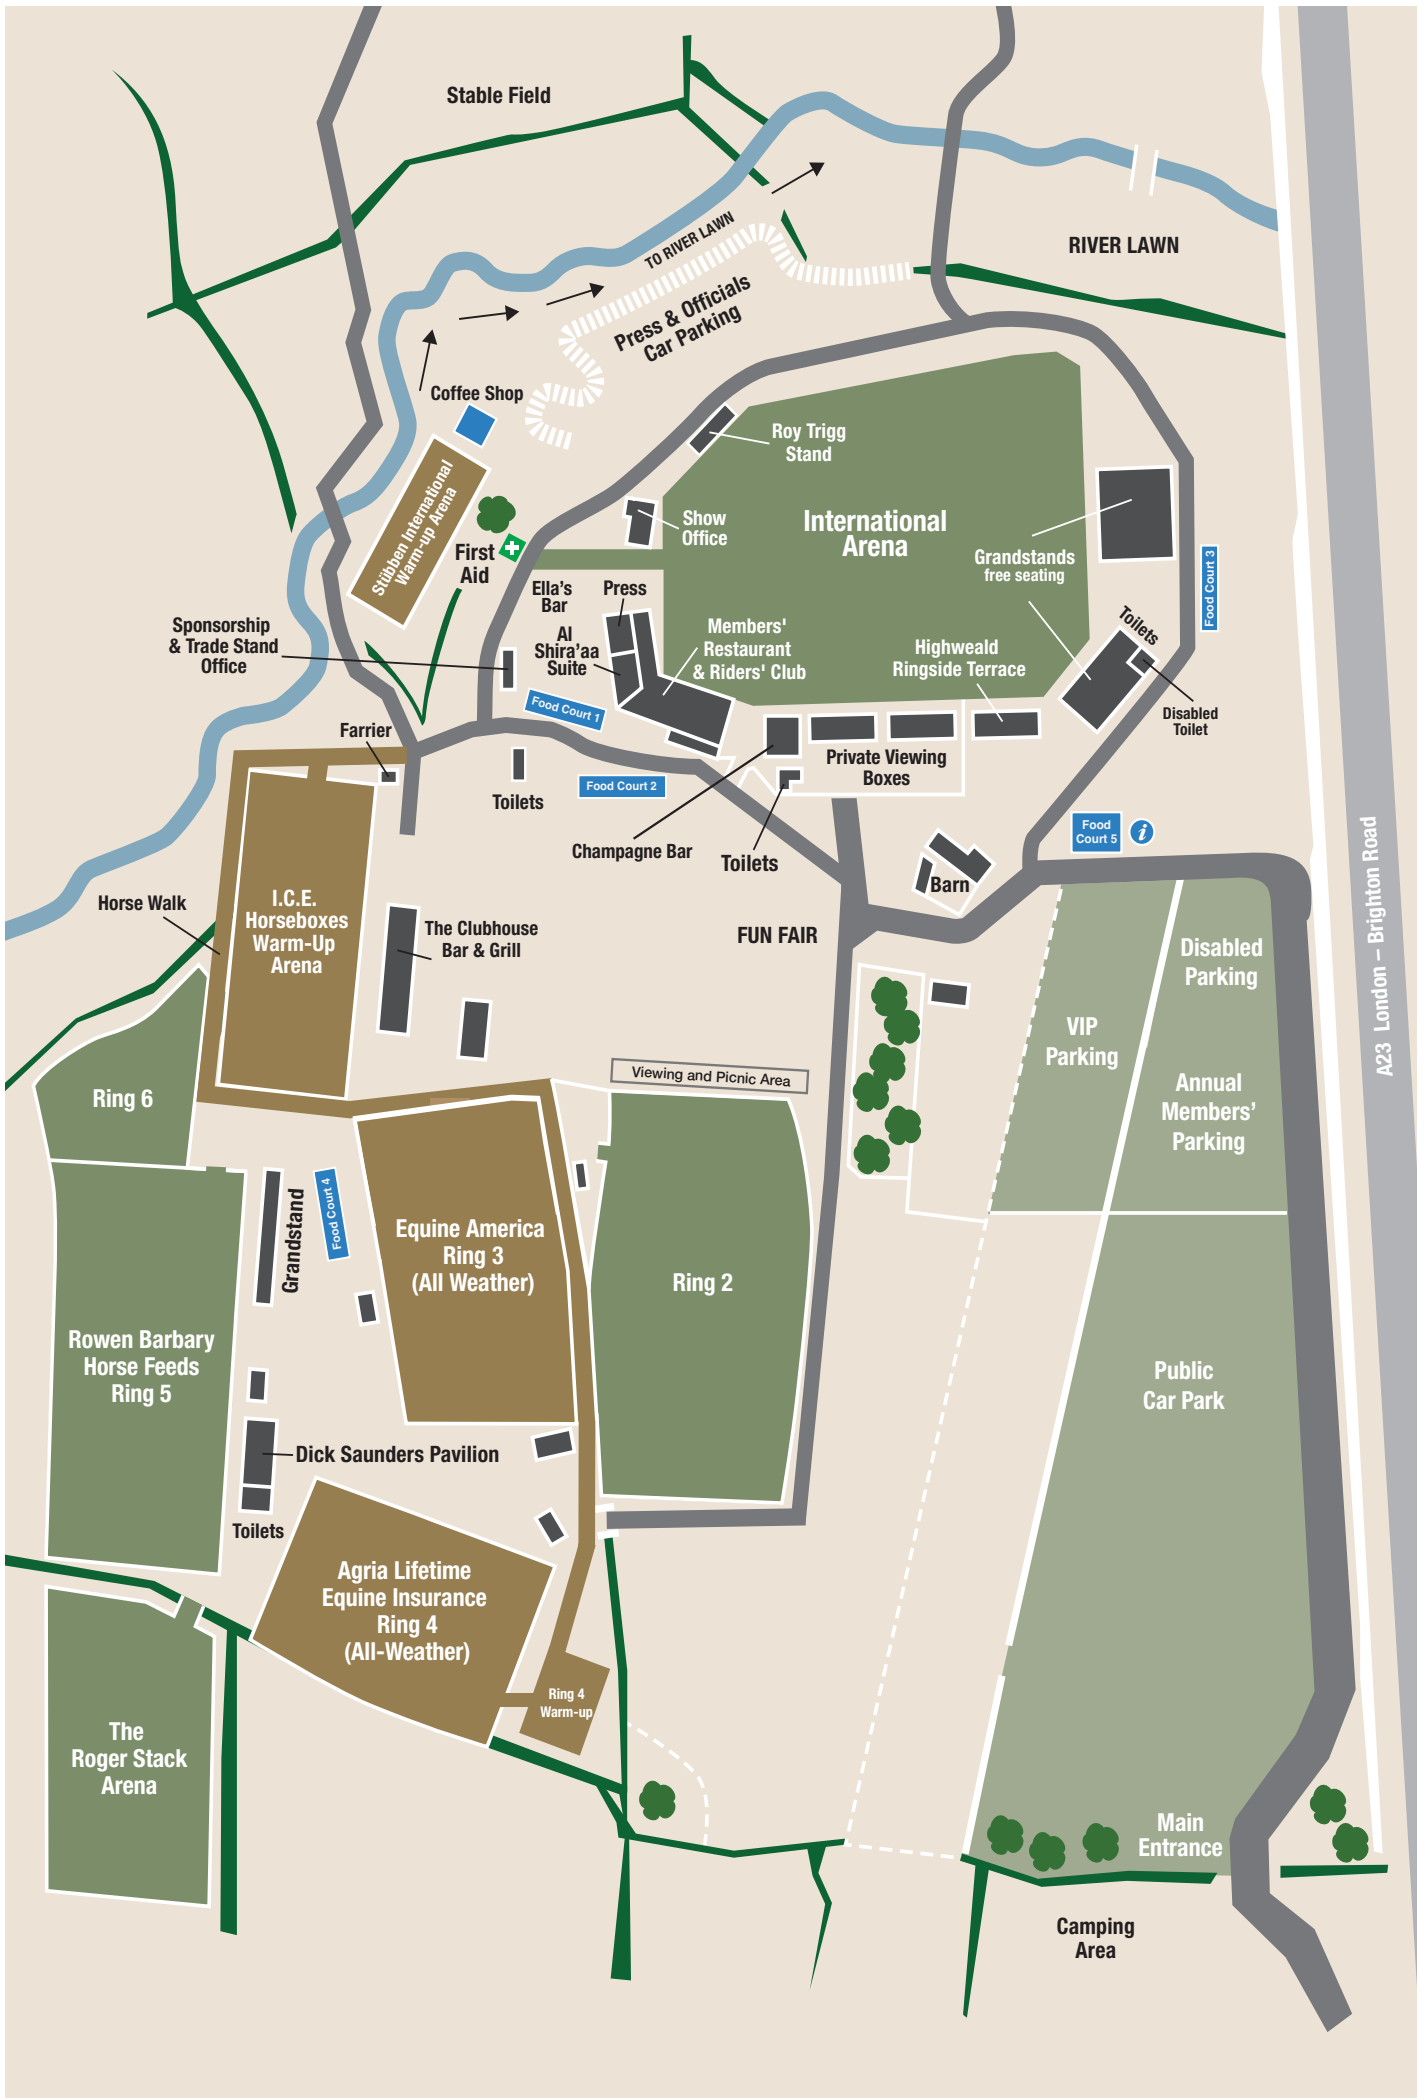 Stable Field
RIVER LAWN
TO RIVER LAWN
Press & Officials
Car Parking
Coffee Shop
Stübben International
Warm-up Arena
Roy Trigg
Stand
Show
Office
International
Arena
Grandstands
free seating
Food Court 3
First
Aid
Ella's
Bar
Press
Al
Shira'aa
Suite
Members'
Restaurant
& Riders' Club
Highweald
Ringside Terrace
Toilets
Disabled
Toilet
Sponsorship
& Trade Stand
Office
Food Court 1
Farrier
Toilets
Food Court 2
Private Viewing
Boxes
Champagne Bar
Toilets
Food
Court 5
i
Barn
A23 London – Brighton Road
Horse Walk
I.C.E.
Horseboxes
Warm-Up
Arena
The Clubhouse
Bar & Grill
FUN FAIR
Disabled
Parking
VIP
Parking
Annual
Members’
Parking
Viewing and Picnic Area
Ring 6
Grandstand
Food Court 4
Equine America
Ring 3
(All Weather)
Ring 2
Rowen Barbary
Horse Feeds
Ring 5
Public
Car Park
Dick Saunders Pavilion
Toilets
Agria Lifetime
Equine Insurance
Ring 4
(All-Weather)
Ring 4
Warm-up
The
Roger Stack
Arena
Main
Entrance
Camping
Area